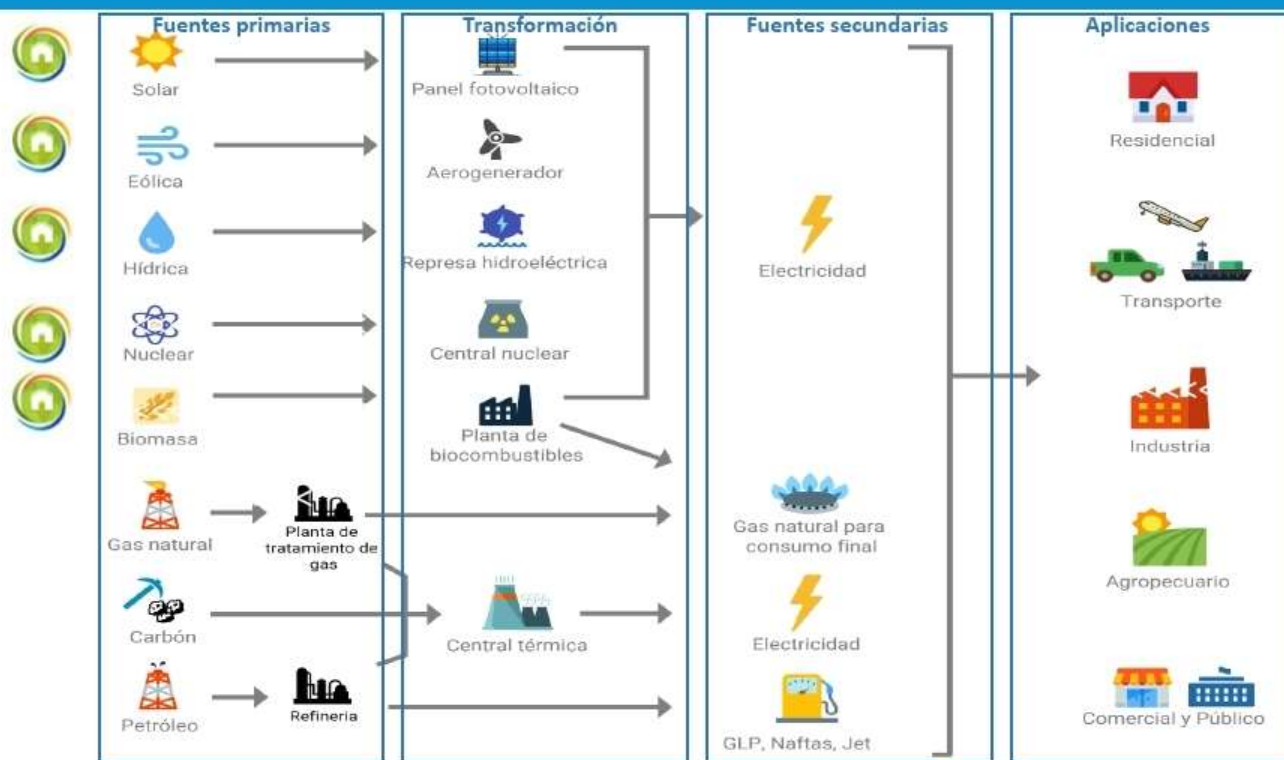 Fuentes primarias
Transformación
Fuentes secundarias
Aplicaciones
Solar
Panel fotovoltaico
Residencial
Eólica
Aerogenerador
Hídrica
Represa hidroeléctrica
Electricidad
Transporte
Nuclear
Central nuclear
Biomasa
Planta de
biocombustibles
Industria
Gas natural
Planta de
tratamiento de
gas
Gas natural para
consumo final
Agropecuario
Carbón
Central térmica
Electricidad
Petróleo
Refinería
GLP, Naftas, Jet
Comercial y Público